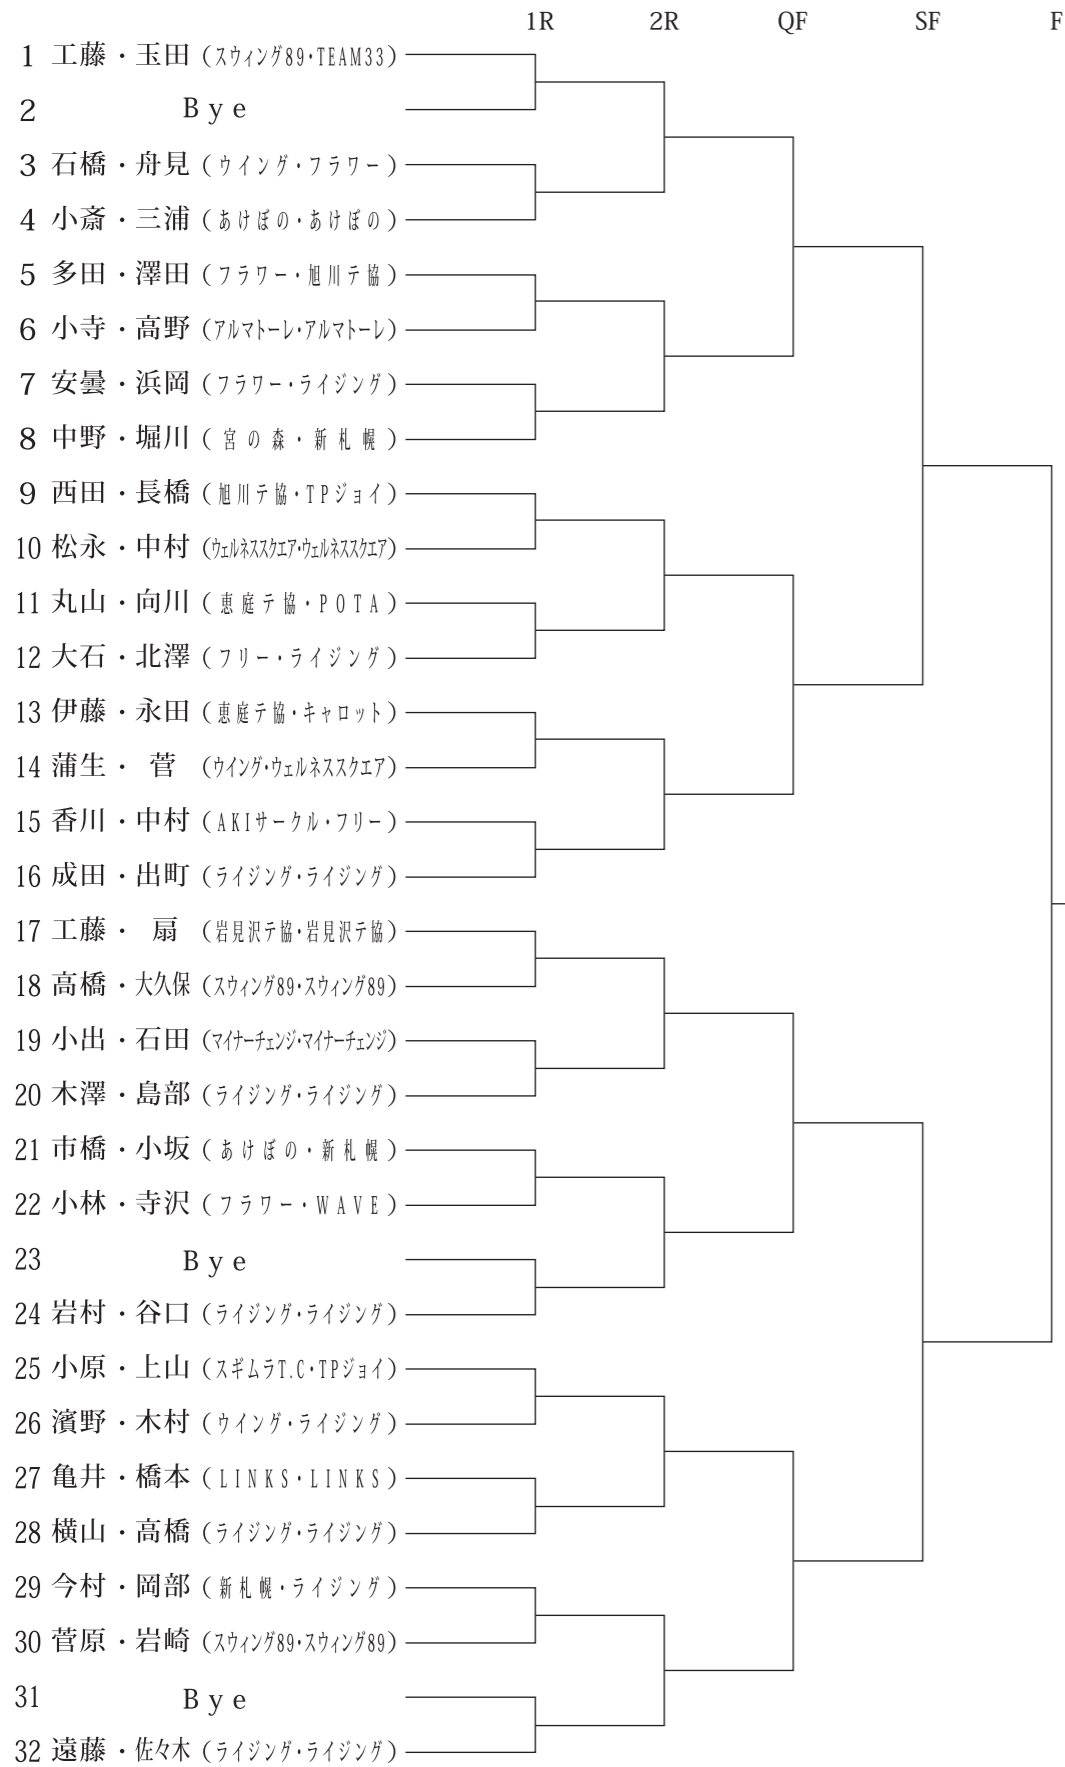 1R 2R QF SF F
1 工藤・玉田 (スウィング89・TEAM33)
2 Bye
3 石橋・舟見 (ウイング・フラワー)
4 小斎・三浦 (あけぼの・あけぼの)
5 多田・澤田 (フラワー・旭川テ協)
6 小寺・高野 (アルマトーレ・アルマトーレ)
7 安曇・浜岡 (フラワー・ライジング)
8 中野・堀川 (宮の森・新札幌)
9 西田・長橋 (旭川テ協・TPジョイ)
10 松永・中村 (ウェルネススクエア・ウェルネススクエア)
11 丸山・向川 (恵庭テ協・POTA)
12 大石・北澤 (フリー・ライジング)
13 伊藤・永田 (恵庭テ協・キャロット)
14 蒲生・菅 (ウイング・ウェルネススクエア)
15 香川・中村 (AKIサークル・フリー)
16 成田・出町 (ライジング・ライジング)
17 工藤・扇 (岩見沢テ協・岩見沢テ協)
18 高橋・大久保 (スウィング89・スウィング89)
19 小出・石田 (マイナーチェンジ・マイナーチェンジ)
20 木澤・島部 (ライジング・ライジング)
21 市橋・小坂 (あけぼの・新札幌)
22 小林・寺沢 (フラワー・WAVE)
23 Bye
24 岩村・谷口 (ライジング・ライジング)
25 小原・上山 (スギムラT.C・TPジョイ)
26 濱野・木村 (ウイング・ライジング)
27 亀井・橋本 (LINKS・LINKS)
28 横山・高橋 (ライジング・ライジング)
29 今村・岡部 (新札幌・ライジング)
30 菅原・岩崎 (スウィング89・スウィング89)
31 Bye
32 遠藤・佐々木 (ライジング・ライジング)